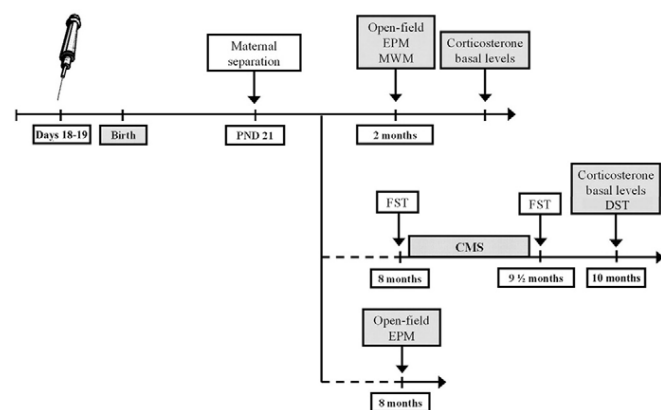 Maternal
separation
Open-field
EPM
MWM
Corticosterone
basal levels
Days 18-19
Birth
PND 21
2 months
FST
CMS
FST
Corticosterone
basal levels
DST
8 months
9 ½ months
10 months
Open-field
EPM
8 months